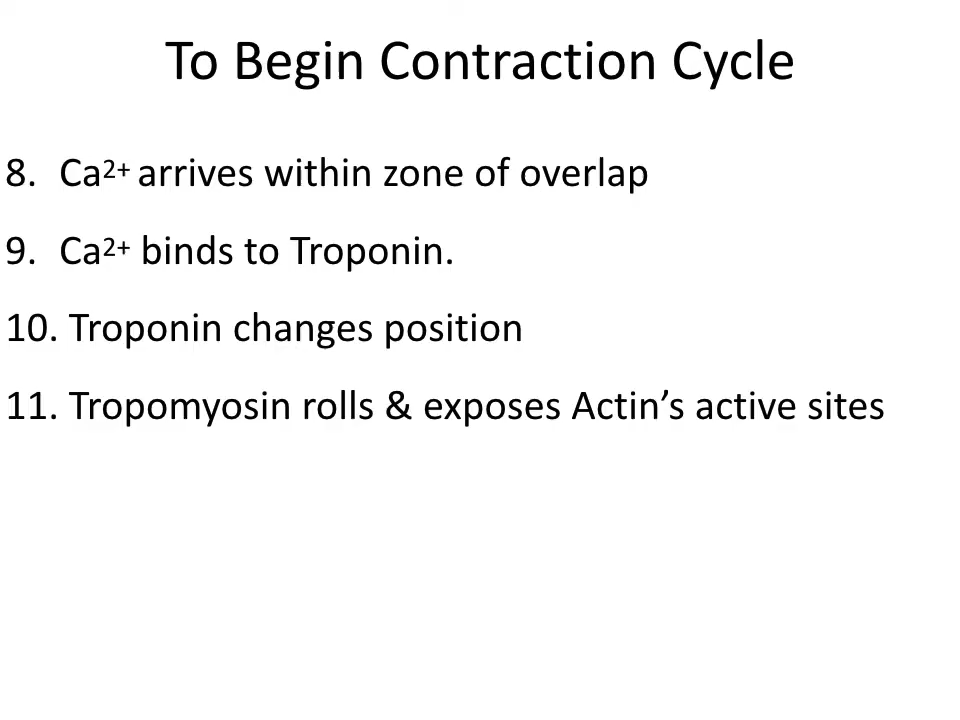 To Begin Contraction Cycle
8. Ca2+ arrives within zone of overlap
9. Ca2+ binds to Troponin.
10. Troponin changes position
11. Tropomyosin rolls & exposes Actin’s active sites